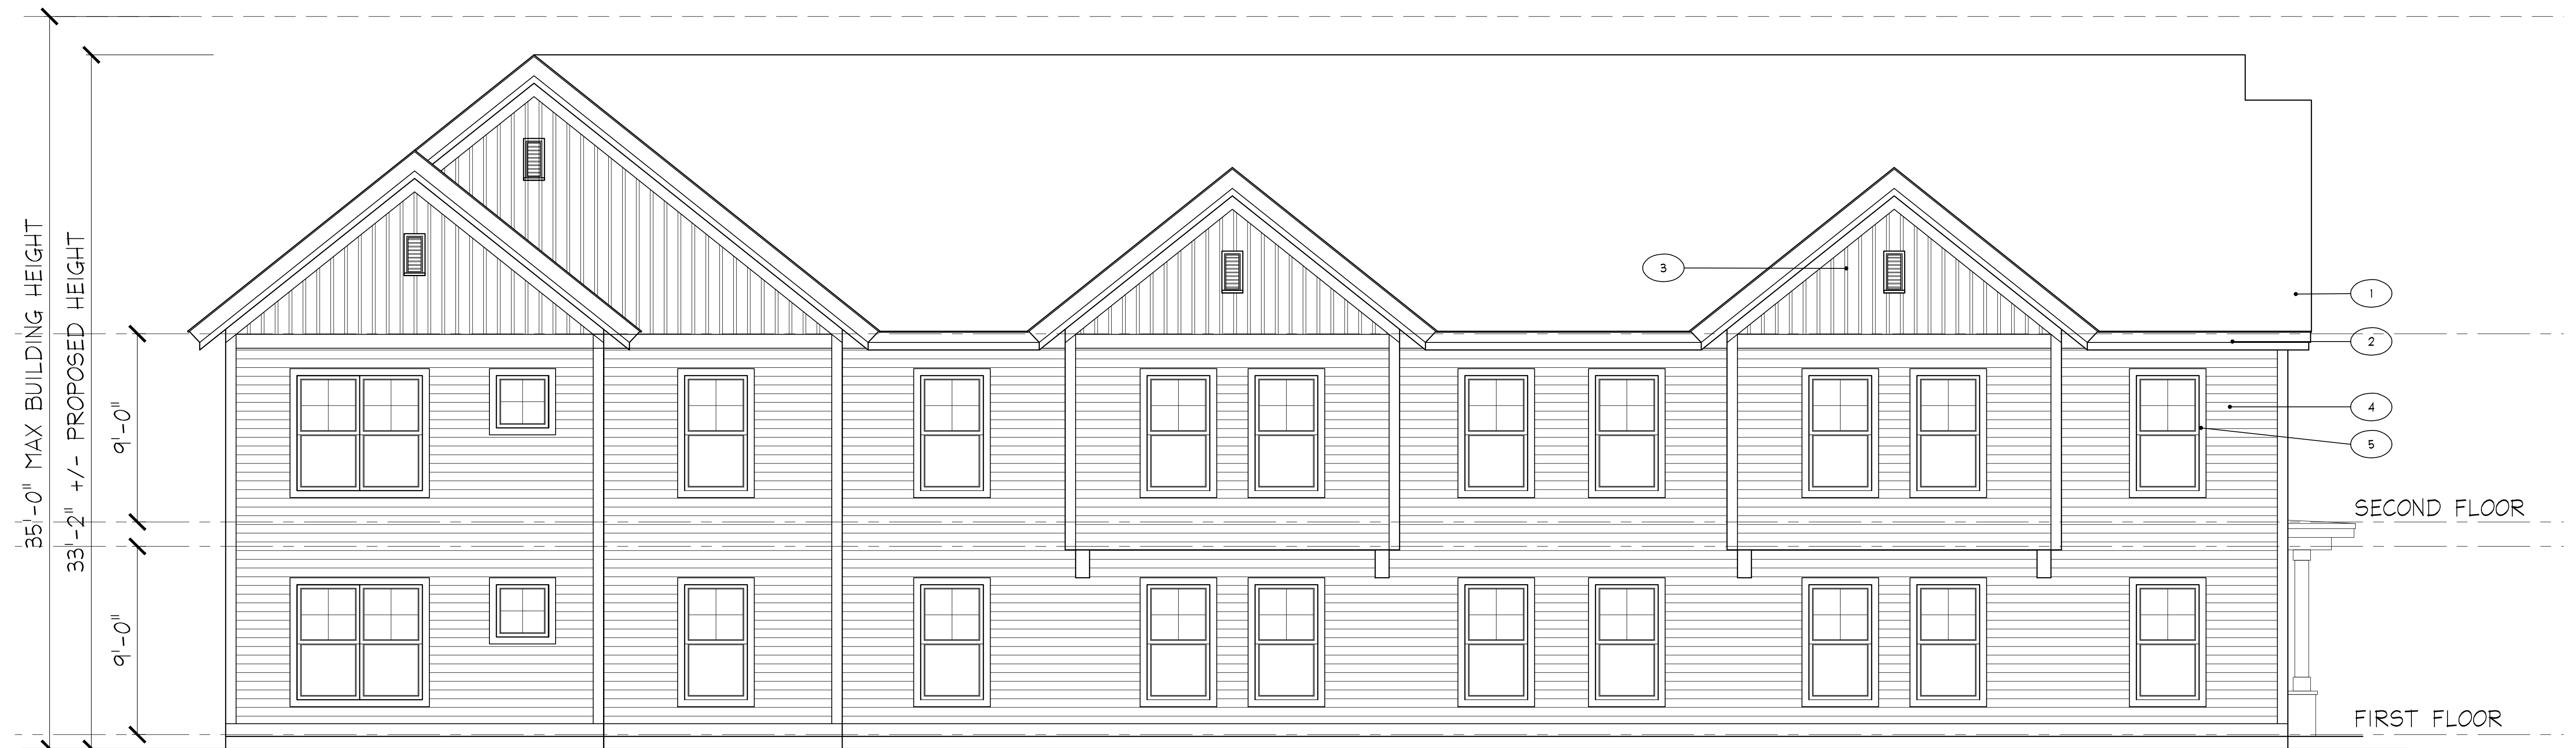 35'-0" MAX BUILDING HEIGHT
33'-2" +/- PROPOSED HEIGHT
9'-0"
9'-0"
3
1
2
4
5
SECOND FLOOR
FIRST FLOOR